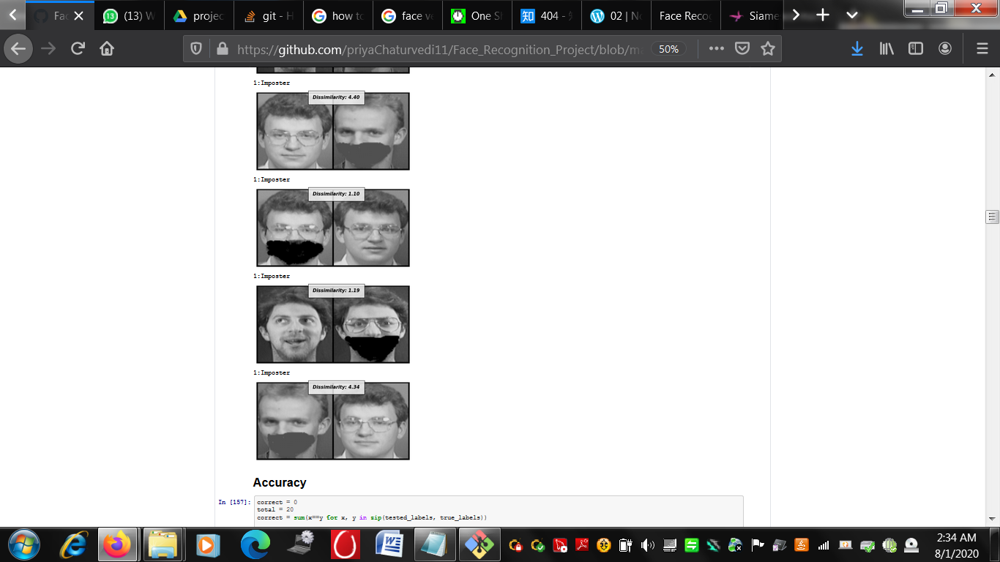 Fac
(13) W
projec
git - H
how to
face ve
One Sh
404 - 知
02 | Ne
Face Recog
Siame
https://github.com/priyaChaturvedi11/Face_Recognition_Project/blob/ma
50%
1:Imposter
Dissimilarity: 4.40
1:Imposter
Dissimilarity: 1.10
1:Imposter
Dissimilarity: 1.19
1:Imposter
Dissimilarity: 4.34
Accuracy
In [157]:
correct = 0
total = 20
correct = sum(x==y for x, y in zip(tested_labels, true_labels))
2:34 AM
8/1/2020